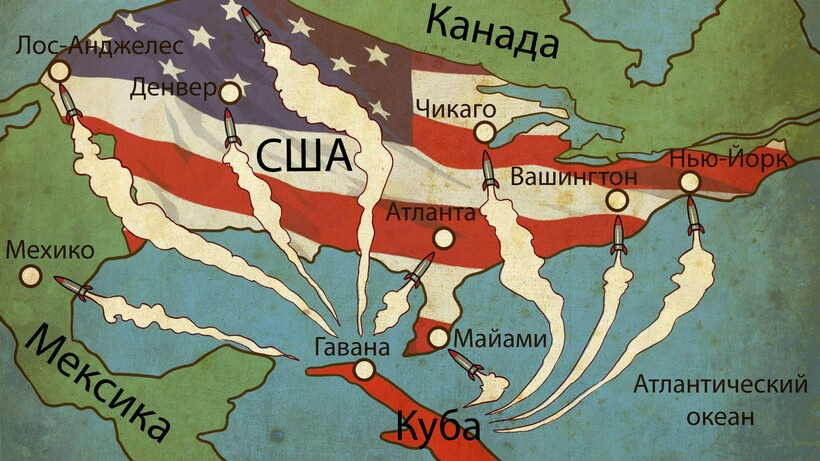 Канада
Лос-Анджелес
Денвер
Чикаго
США
Нью-Йорк
Вашингтон
Атланта
Мехико
Майами
Гавана
Мексика
Атлантический
океан
Куба